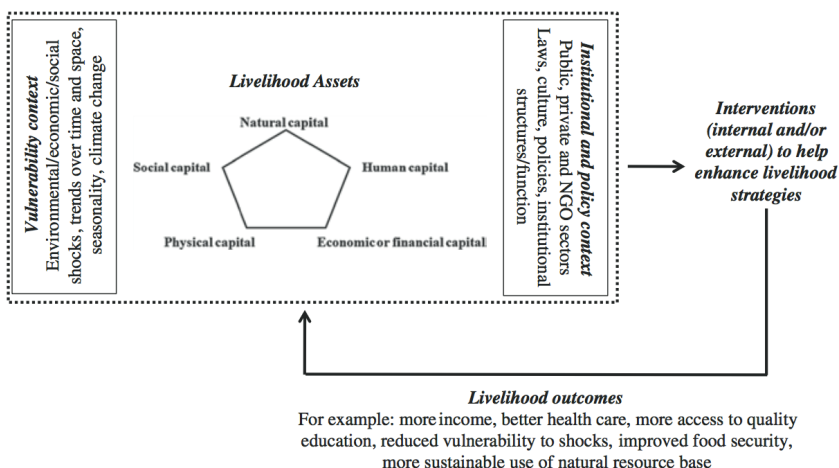 Vulnerability context
Environmental/economic/social
shocks, trends over time and space,
seasonality, climate change
Livelihood Assets
Natural capital
Social capital
Human capital
Physical capital
Economic or financial capital
Institutional and policy context
Public, private and NGO sectors
Laws, culture, policies, institutional
structures/function
Interventions
(internal and/or
external) to help
enhance livelihood
strategies
Livelihood outcomes
For example: more income, better health care, more access to quality
education, reduced vulnerability to shocks, improved food security,
more sustainable use of natural resource base